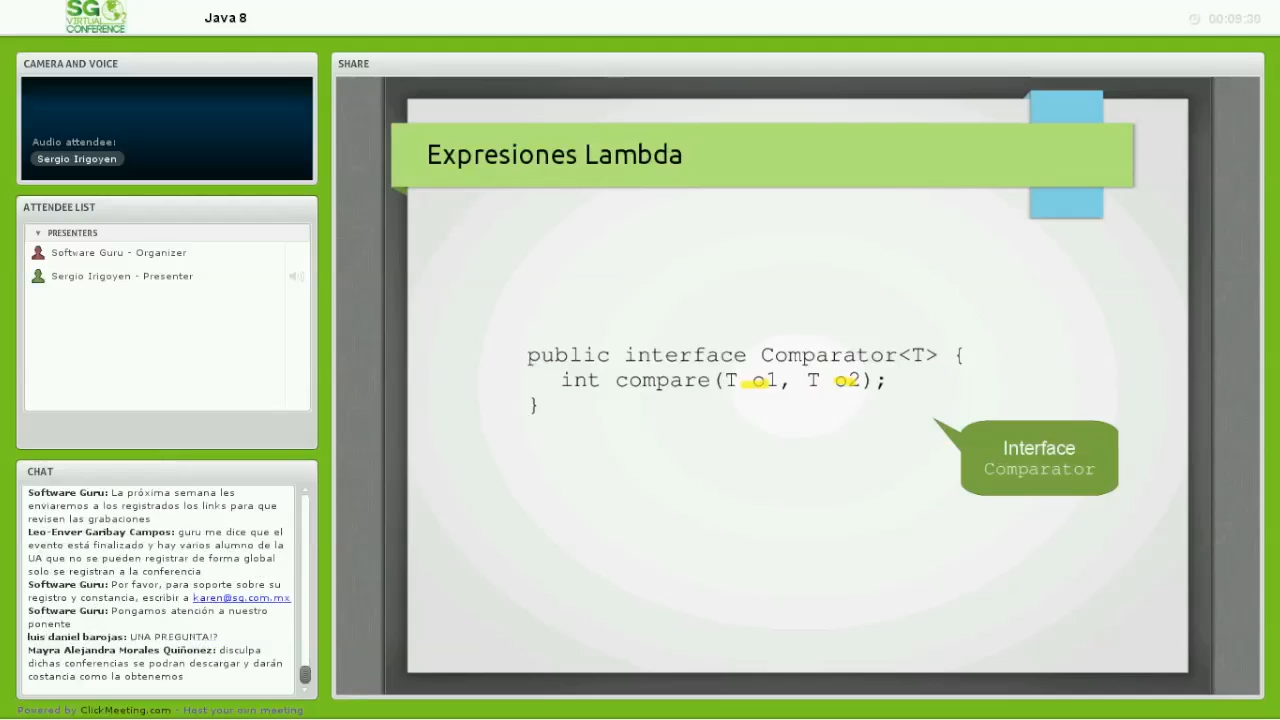 SG
VIRTUAL
CONFERENCE
Java 8
00:09:39
CAMERA AND VOICE
Audio attendee:
Sergio Irigoyen
ATTENDEE LIST
PRESENTERS
Software Guru - Organizer
Sergio Irigoyen - Presenter
CHAT
Software Guru: La próxima semana les
enviaremos a los registrados los links para que
revisen las grabaciones
Leo-Enver Garibay Campos: guru me dice que el
evento está finalizado y hay varios alumno de la
UA que no se pueden registrar de forma global
solo se registran a la conferencia
Software Guru: Por favor, para soporte sobre su
registro y constancia, escribir a karen@sg.com.mx
Software Guru: Pongamos atención a nuestro
ponente
luis daniel barojas: UNA PREGUNTA!?
Mayra Alejandra Morales Quiñonez: disculpa
dichas conferencias se podran descargar y darán
costancia como la obtenemos
Powered by ClickMeeting.com - Host your own meeting
SHARE
Expresiones Lambda
public interface Comparator<T> {
int compare(T o1, T o2);
}
Interface
Comparator